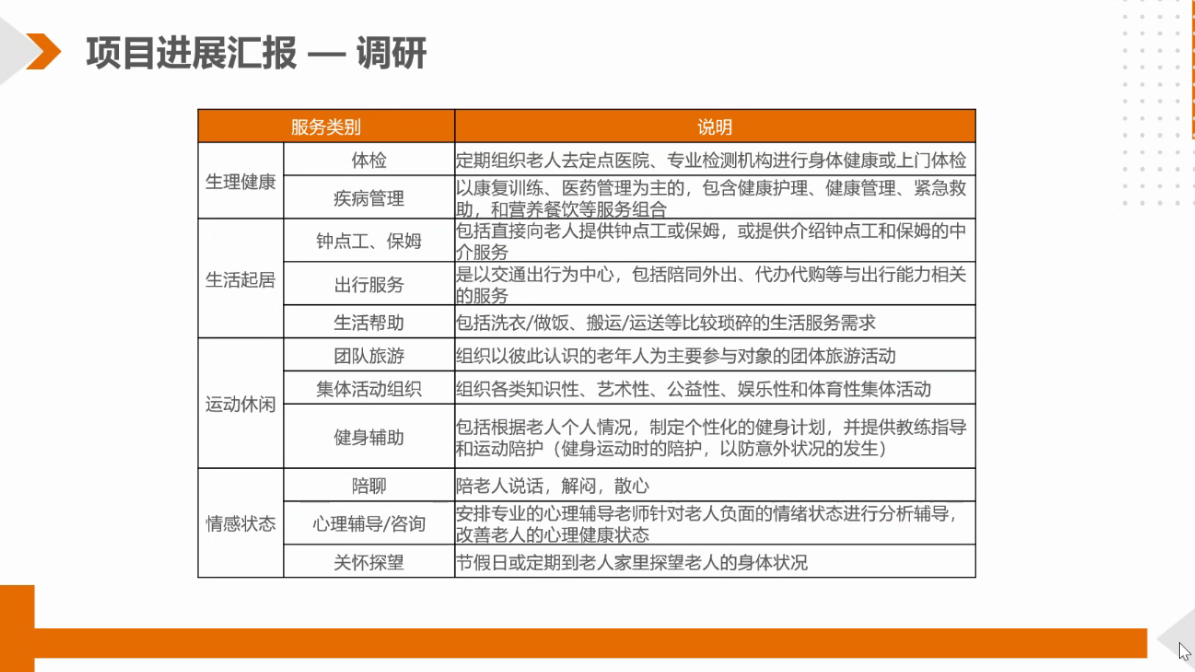 项目进展汇报 — 调研
服务类别
说明
生理健康
体检
定期组织老人去定点医院、专业检测机构进行身体健康或上门体检
疾病管理
以康复训练、医药管理为主的，包含健康护理、健康管理、紧急救
助，和营养餐饮等服务组合
生活起居
钟点工、保姆
包括直接向老人提供钟点工或保姆，或提供介绍钟点工和保姆的中
介服务
出行服务
是以交通出行为中心，包括陪同外出、代办代购等与出行能力相关
的服务
生活帮助
包括洗衣/做饭、搬运/运送等比较琐碎的生活服务需求
运动休闲
团队旅游
组织以彼此认识的老年人为主要参与对象的团体旅游活动
集体活动组织
组织各类知识性、艺术性、公益性、娱乐性和体育性集体活动
健身辅助
包括根据老人个人情况，制定个性化的健身计划，并提供教练指导
和运动陪护（健身运动时的陪护，以防意外状况的发生）
情感状态
陪聊
陪老人说话，解闷，散心
心理辅导/咨询
安排专业的心理辅导老师针对老人负面的情绪状态进行分析辅导，
改善老人的心理健康状态
关怀探望
节假日或定期到老人家里探望老人的身体状况